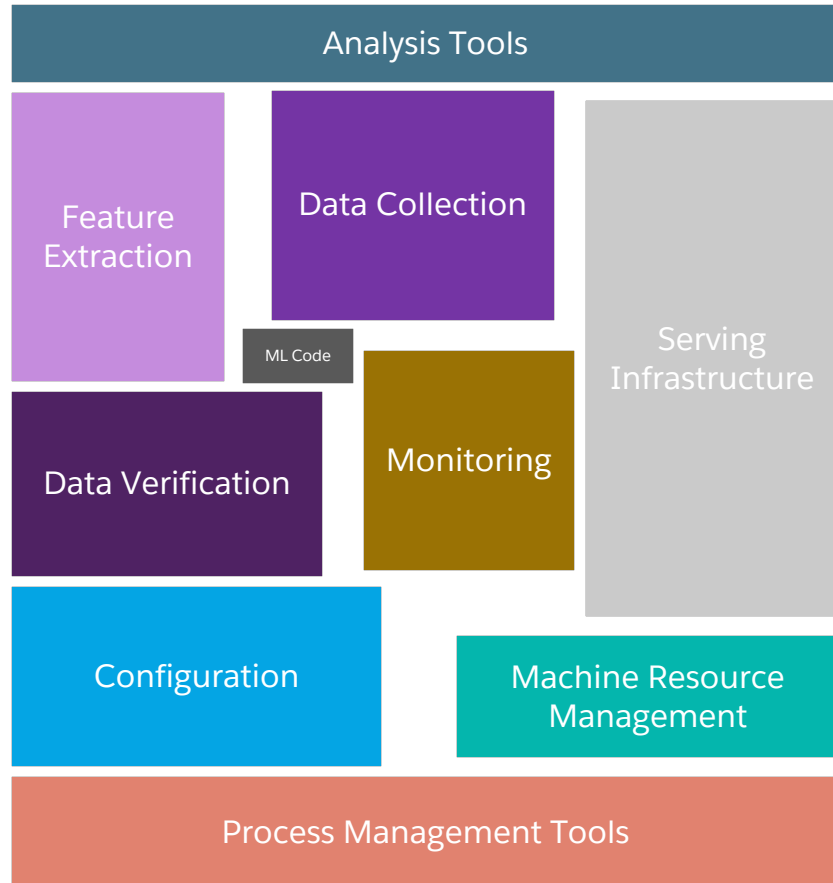 Analysis Tools
Feature
Extraction
Data Collection
Serving
Infrastructure
ML Code
Monitoring
Data Verification
Configuration
Machine Resource
Management
Process Management Tools